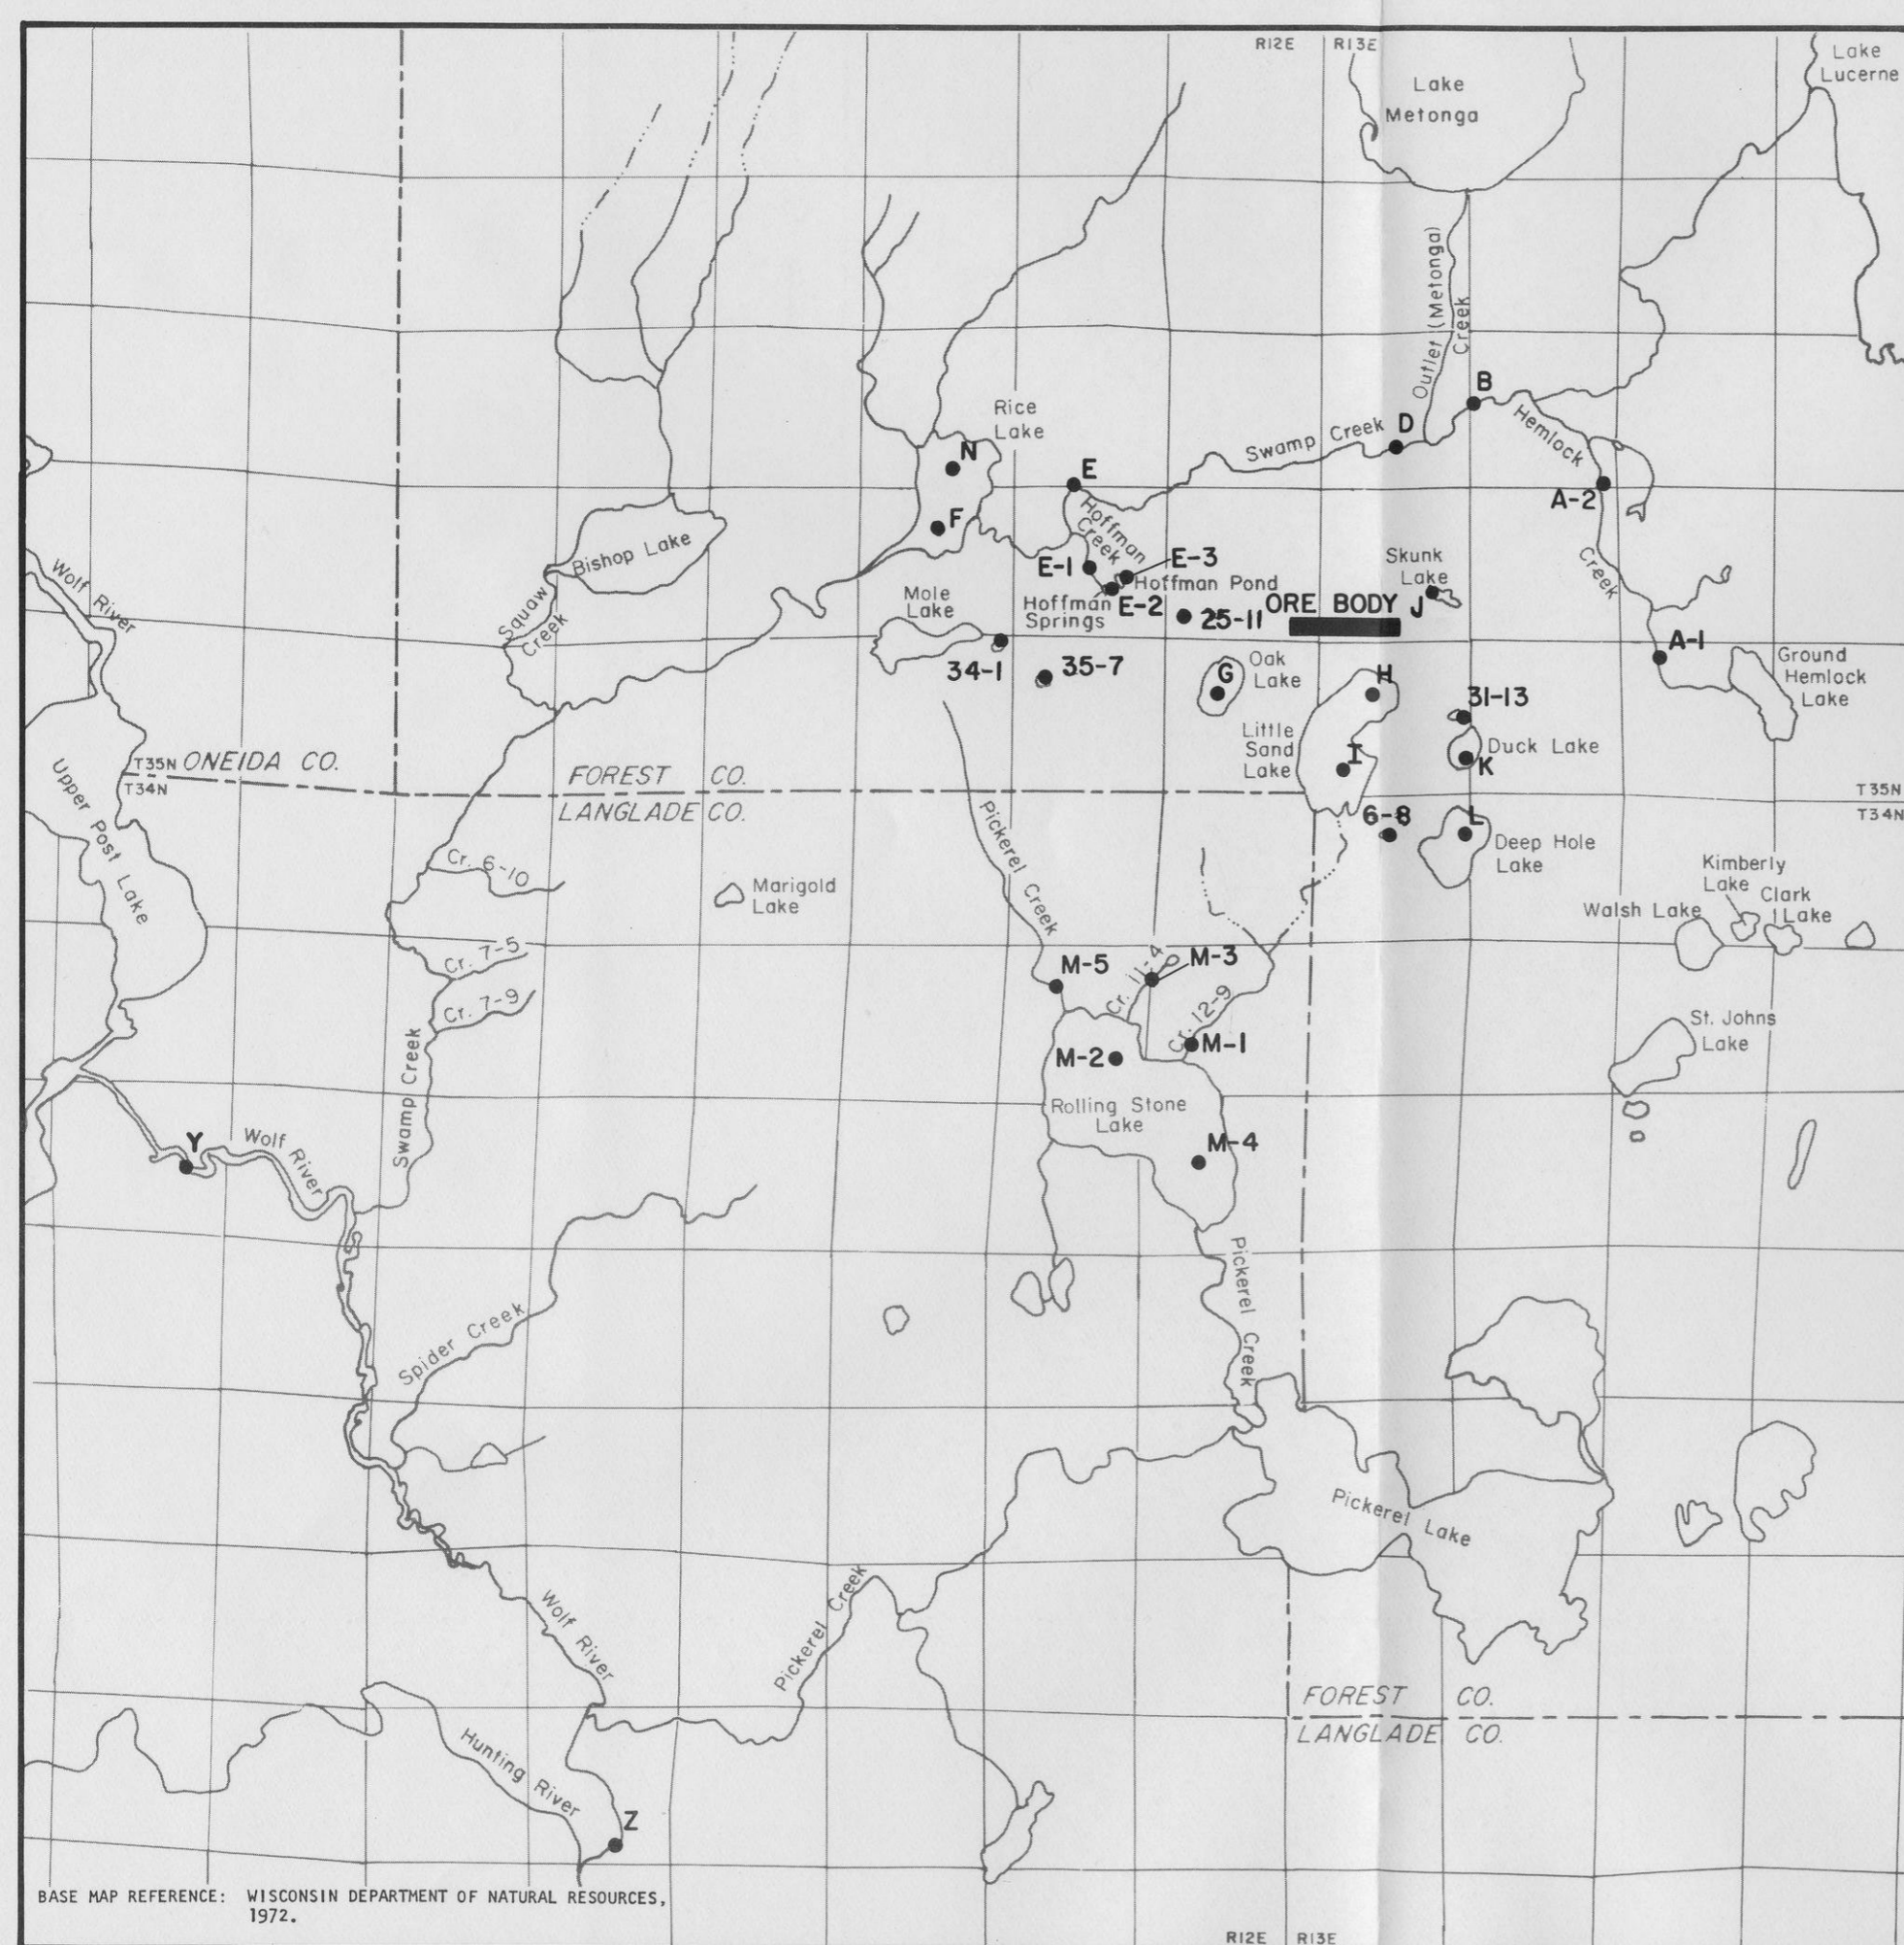 R12E
R13E
Lake
Lucerne
Lake
Metonga
Outlet (Metonga)
Creek
Rice
Lake
N
F
E
Swamp Creek
D
B
Hemlock
A-2
Creek
Hoffman
Creek
E-1
E-3
Hoffman Pond
Hoffman
Springs
E-2
25-11
ORE BODY
Skunk
Lake
J
Wolf River
Bishop Lake
Squaw
Creek
Mole
Lake
34-1
35-7
G
Oak
Lake
H
A-1
Ground
Hemlock
Lake
31-13
Little
Sand
Lake
I
Duck Lake
K
T35N
T34N
ONEIDA CO.
FOREST CO.
LANGLADE CO.
T35N
T34N
Upper Post Lake
6-8
L
Deep Hole
Lake
Pickerel Creek
Cr. 6-10
Marigold
Lake
Kimberly
Lake
Clark
Lake
Walsh Lake
Cr. 7-5
Cr. 7-9
M-5
Cr. 11-4
M-3
Cr. 12-9
M-1
M-2
St. Johns
Lake
Swamp Creek
Rolling Stone
Lake
M-4
Y
Wolf River
Pickerel Creek
Spider Creek
Pickerel Lake
Wolf River
Pickerel Creek
FOREST CO.
LANGLADE CO.
Hunting River
Z
BASE MAP REFERENCE: WISCONSIN DEPARTMENT OF NATURAL RESOURCES,
1972.
R12E
R13E